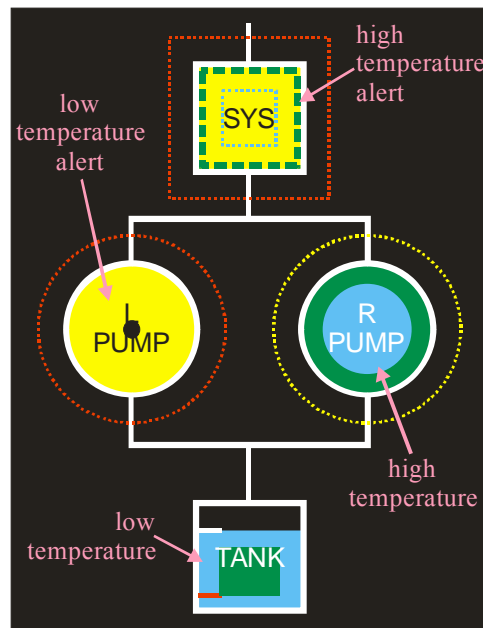 high
temperature
alert
low
temperature
alert
SYS
L
PUMP
R
PUMP
high
temperature
low
temperature
TANK